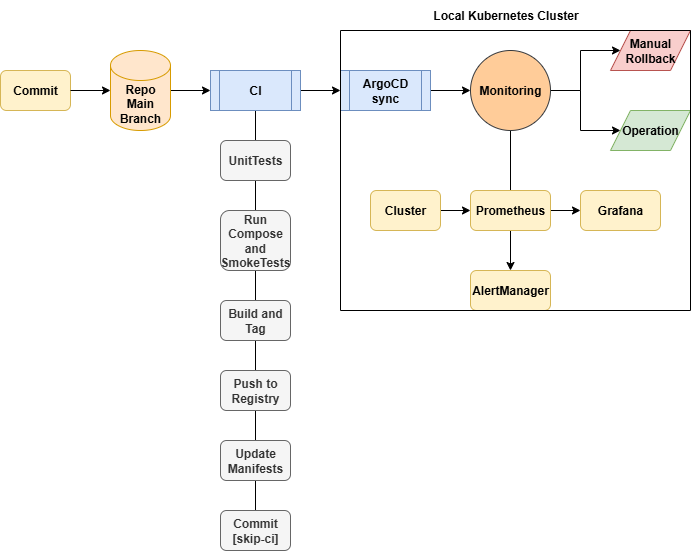 Local Kubernetes Cluster
Commit
Repo
Main
Branch
CI
ArgoCD
sync
Monitoring
Manual
Rollback
Operation
UnitTests
Run
Compose
and
SmokeTests
Build and
Tag
Push to
Registry
Update
Manifests
Commit
[skip-ci]
Cluster
Prometheus
Grafana
AlertManager